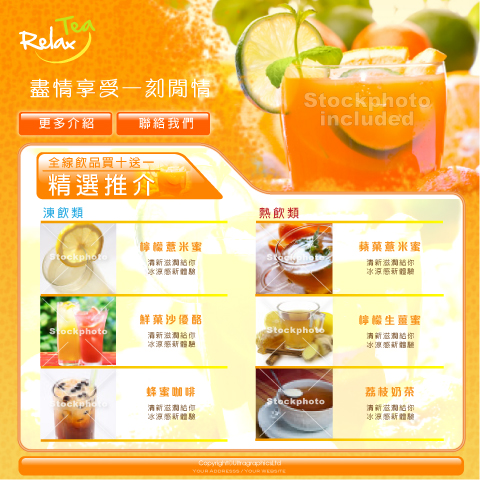 Relax Tea
盡情享受一刻閒情
更多介紹 聯絡我們
Stockphoto
included
全線飲品買十送一
精選推介
凍飲類
熱飲類
檸檬薏米蜜
清新滋潤給你
冰涼感新體驗
Stockphoto
蘋菓薏米蜜
清新滋潤給你
冰涼感新體驗
Stockphoto
鮮菓沙優酪
清新滋潤給你
冰涼感新體驗
Stockphoto
檸檬生薑蜜
清新滋潤給你
冰涼感新體驗
Stockphoto
蜂蜜咖啡
清新滋潤給你
冰涼感新體驗
Stockphoto
荔枝奶茶
清新滋潤給你
冰涼感新體驗
Stockphoto
Copyright©Ultragraphics.ltd
YOUR ADDRESS / YOUR WEBSITE